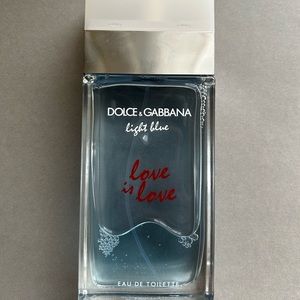 DOLCE & GABBANA
light blue
love
is love
EAU DE TOILETTE